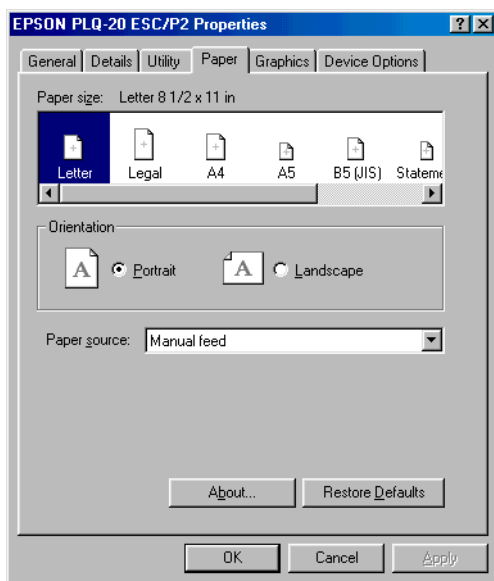 EPSON PLQ-20 ESC/P2 Properties
General Details Utility Paper Graphics Device Options
Paper size: Letter 8 1/2 x 11 in
Letter Legal A4 A5 B5 (JIS) Stateme
Orientation
A Portrait A Landscape
Paper source: Manual feed
About... Restore Defaults
OK Cancel Apply